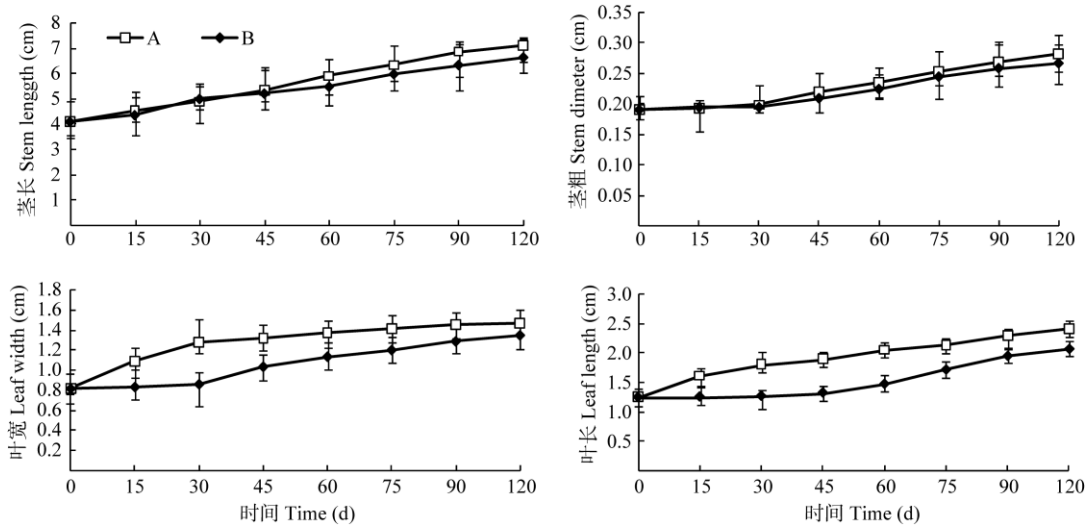 茎长 Stem lenggth (cm)
8
7
6
5
4
3
2
1
A
B
0 15 30 45 60 75 90 120
茎粗 Stem dimeter (cm)
0.35
0.30
0.25
0.20
0.15
0.10
0.05
0 15 30 45 60 75 90 120
叶宽 Leaf width (cm)
1.8
1.6
1.4
1.2
1.0
0.8
0.6
0.4
0.2
0 15 30 45 60 75 90 120
时间 Time (d)
叶长 Leaf length (cm)
3.0
2.5
2.0
1.5
1.0
0.5
0 15 30 45 60 75 90 120
时间 Time (d)